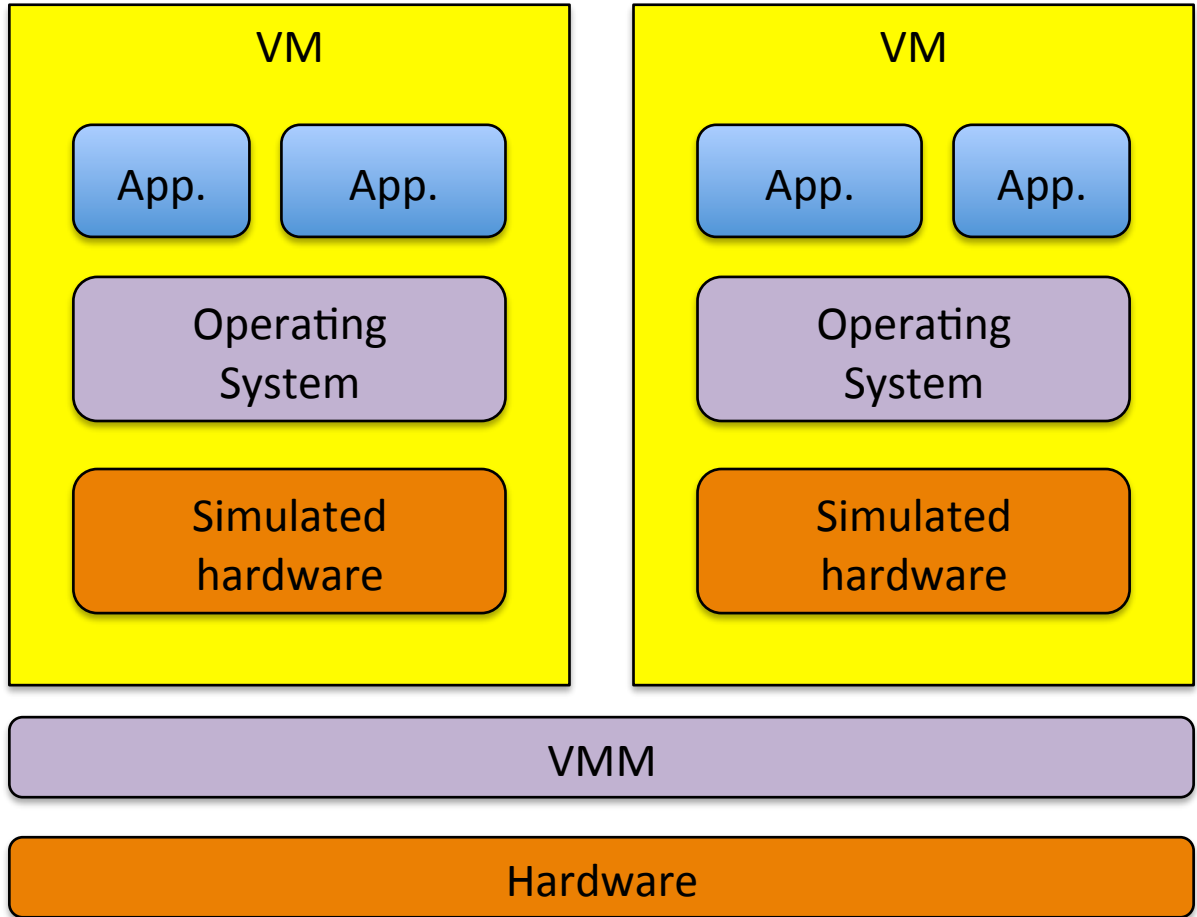 VM
App.
App.
Operating
System
Simulated
hardware
VM
App.
App.
Operating
System
Simulated
hardware
VMM
Hardware